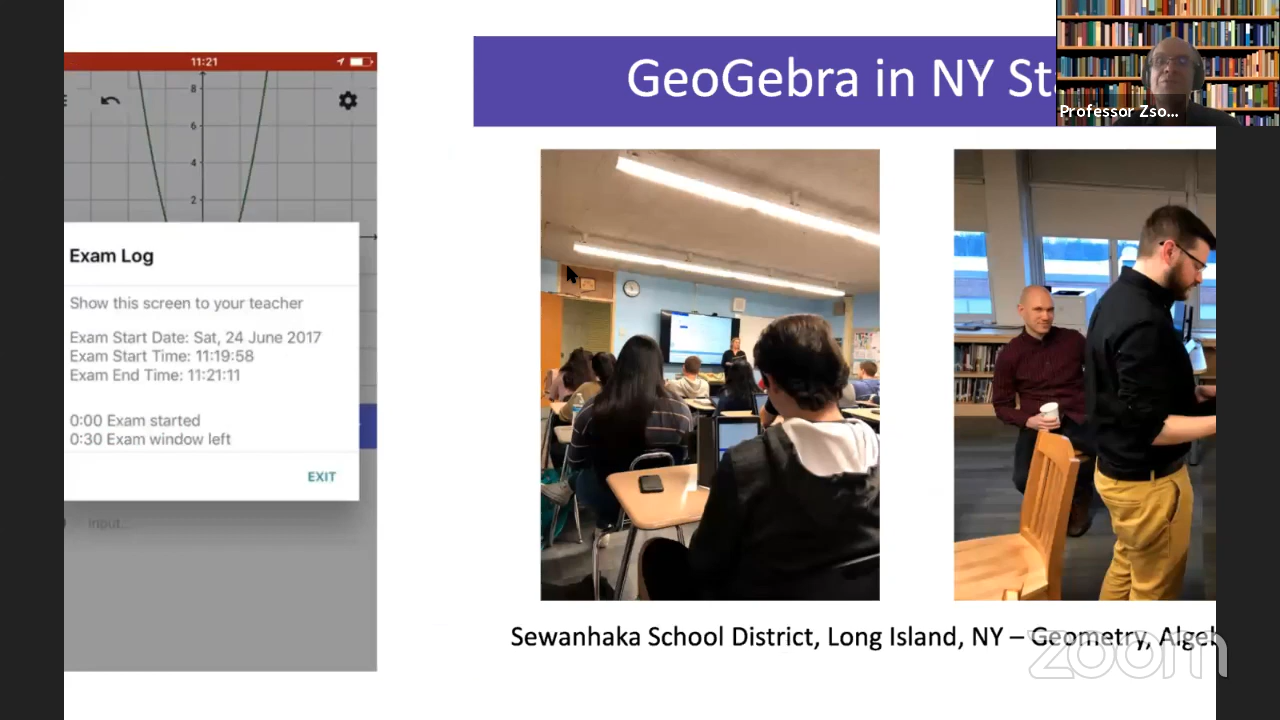 11:21
8
6
4
2
Exam Log
Show this screen to your teacher
Exam Start Date: Sat, 24 June 2017
Exam Start Time: 11:19:58
Exam End Time: 11:21:11
0:00 Exam started
0:30 Exam window left
EXIT
input...
GeoGebra in NY St
Professor Zso...
Sewanhaka School District, Long Island, NY – Geometry, Algeb
zoom